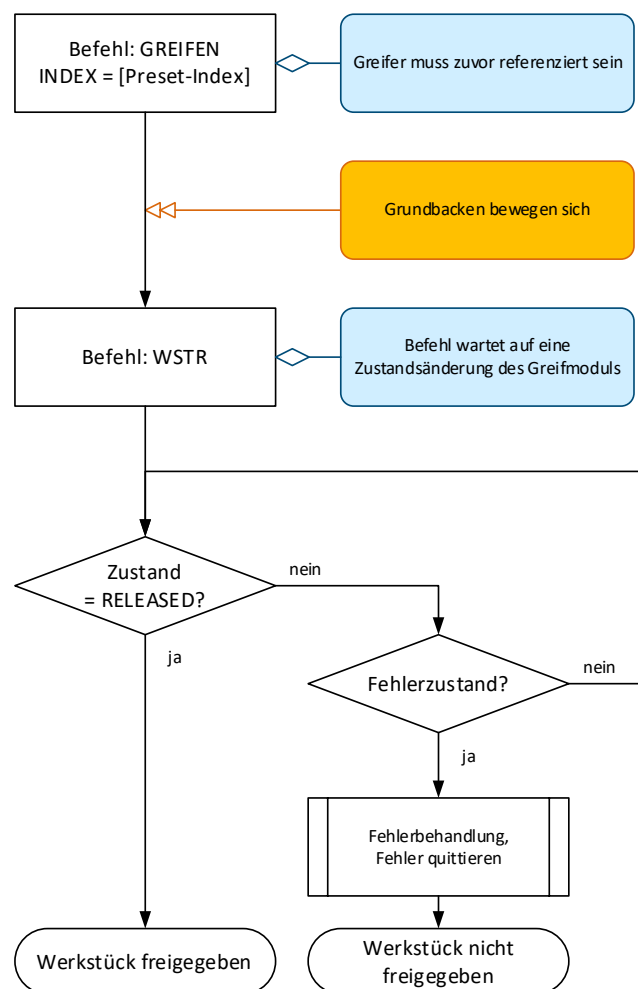 Befehl: GREIFEN
INDEX = [Preset-Index]
Greifer muss zuvor referenziert sein
Grundbacken bewegen sich
Befehl: WSTR
Befehl wartet auf eine
Zustandsänderung des Greifmoduls
Zustand
= RELEASED?
nein
ja
Fehlerzustand?
nein
ja
Fehlerbehandlung,
Fehler quittieren
Werkstück freigegeben
Werkstück nicht
freigegeben